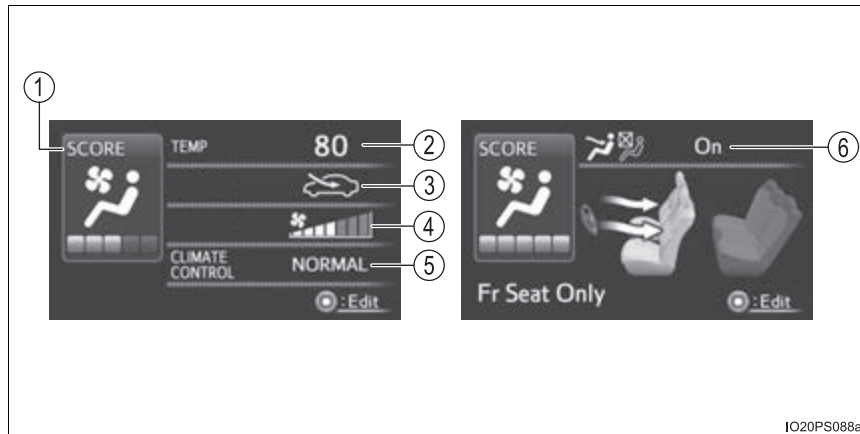 1
SCORE
TEMP 80
2
3
4
CLIMATE
CONTROL
NORMAL
5
:Edit
SCORE
On
6
Fr Seat Only
:Edit
IO20PS088a